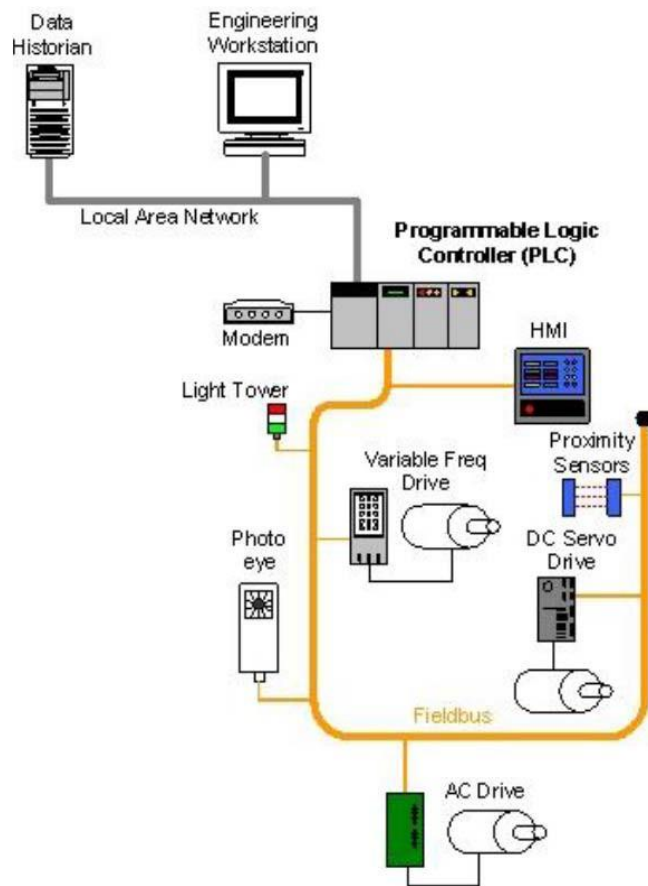 Data
Historian
Engineering
Workstation
Local Area Network
Programmable Logic
Controller (PLC)
Modem
HMI
Light Tower
Proximity
Sensors
Variable Freq
Drive
Photo
eye
DC Servo
Drive
Fieldbus
AC Drive